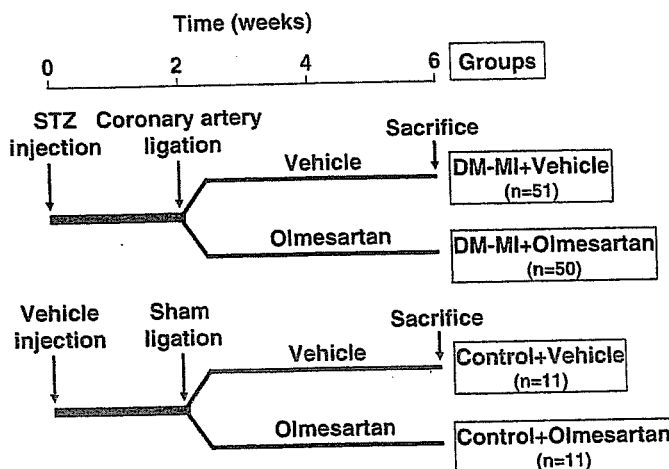 Time (weeks)
0 2 4 6 Groups
STZ injection
Coronary artery ligation
Sacrifice
Vehicle
DM-MI+Vehicle
(n=51)
Olmesartan
DM-MI+Olmesartan
(n=50)
Vehicle injection
Sham ligation
Sacrifice
Vehicle
Control+Vehicle
(n=11)
Olmesartan
Control+Olmesartan
(n=11)